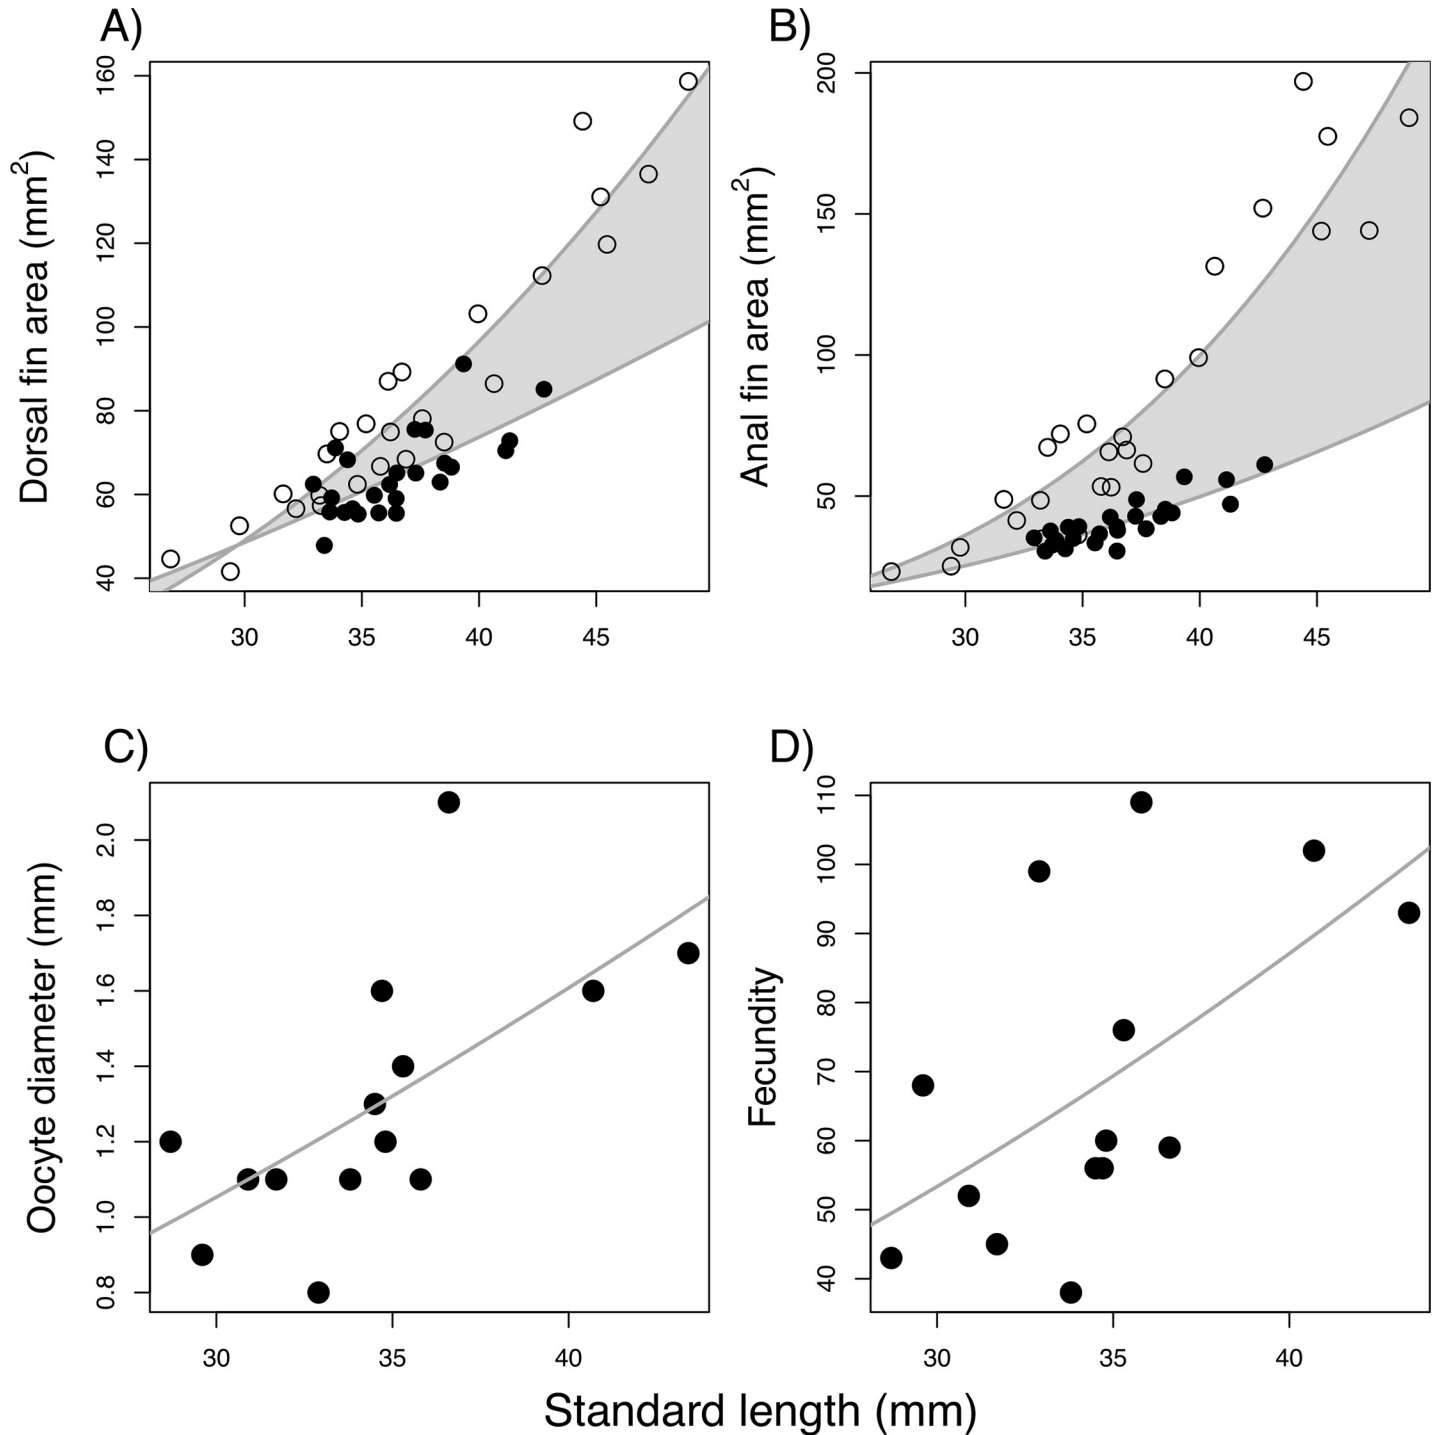 A)
Dorsal fin area (mm²)
160
140
120
100
80
60
40
30 35 40 45
B)
Anal fin area (mm²)
200
150
100
50
30 35 40 45
C)
Oocyte diameter (mm)
2.0
1.8
1.6
1.4
1.2
1.0
0.8
30 35 40
D)
Fecundity
110
100
90
80
70
60
50
40
30 35 40
Standard length (mm)